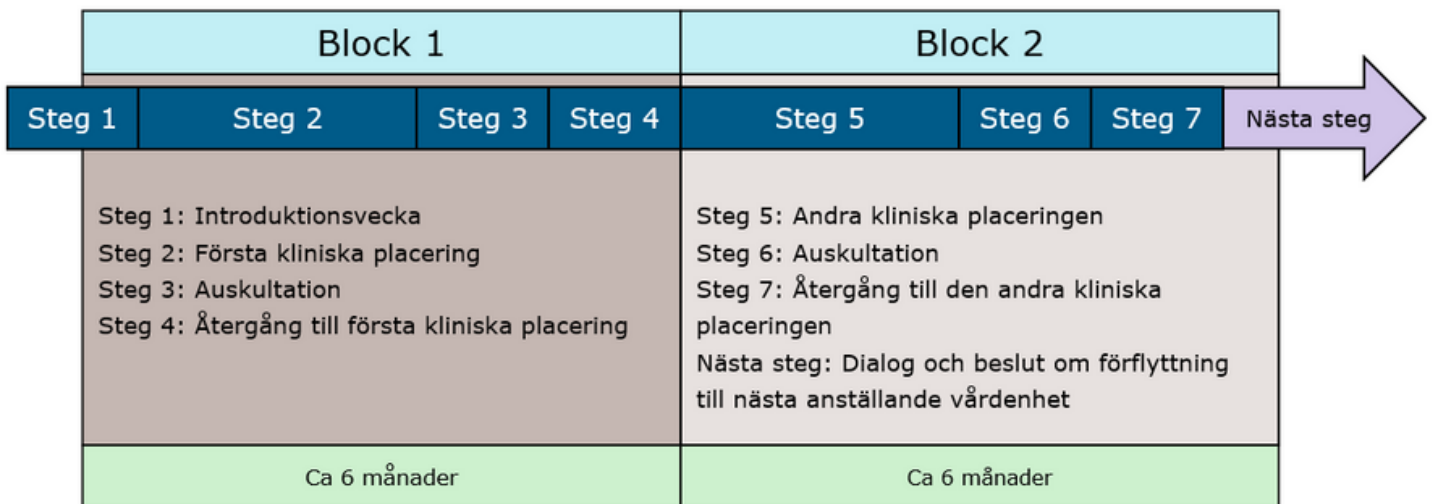 Block 1
Block 2
Steg 1
Steg 2
Steg 3
Steg 4
Steg 5
Steg 6
Steg 7
Nästa steg
Steg 1: Introduktionsvecka
Steg 2: Första kliniska placering
Steg 3: Auskultation
Steg 4: Återgång till första kliniska placering
Steg 5: Andra kliniska placeringen
Steg 6: Auskultation
Steg 7: Återgång till den andra kliniska
placeringen
Nästa steg: Dialog och beslut om förflyttning
till nästa anställande vårdenhet
Ca 6 månader
Ca 6 månader